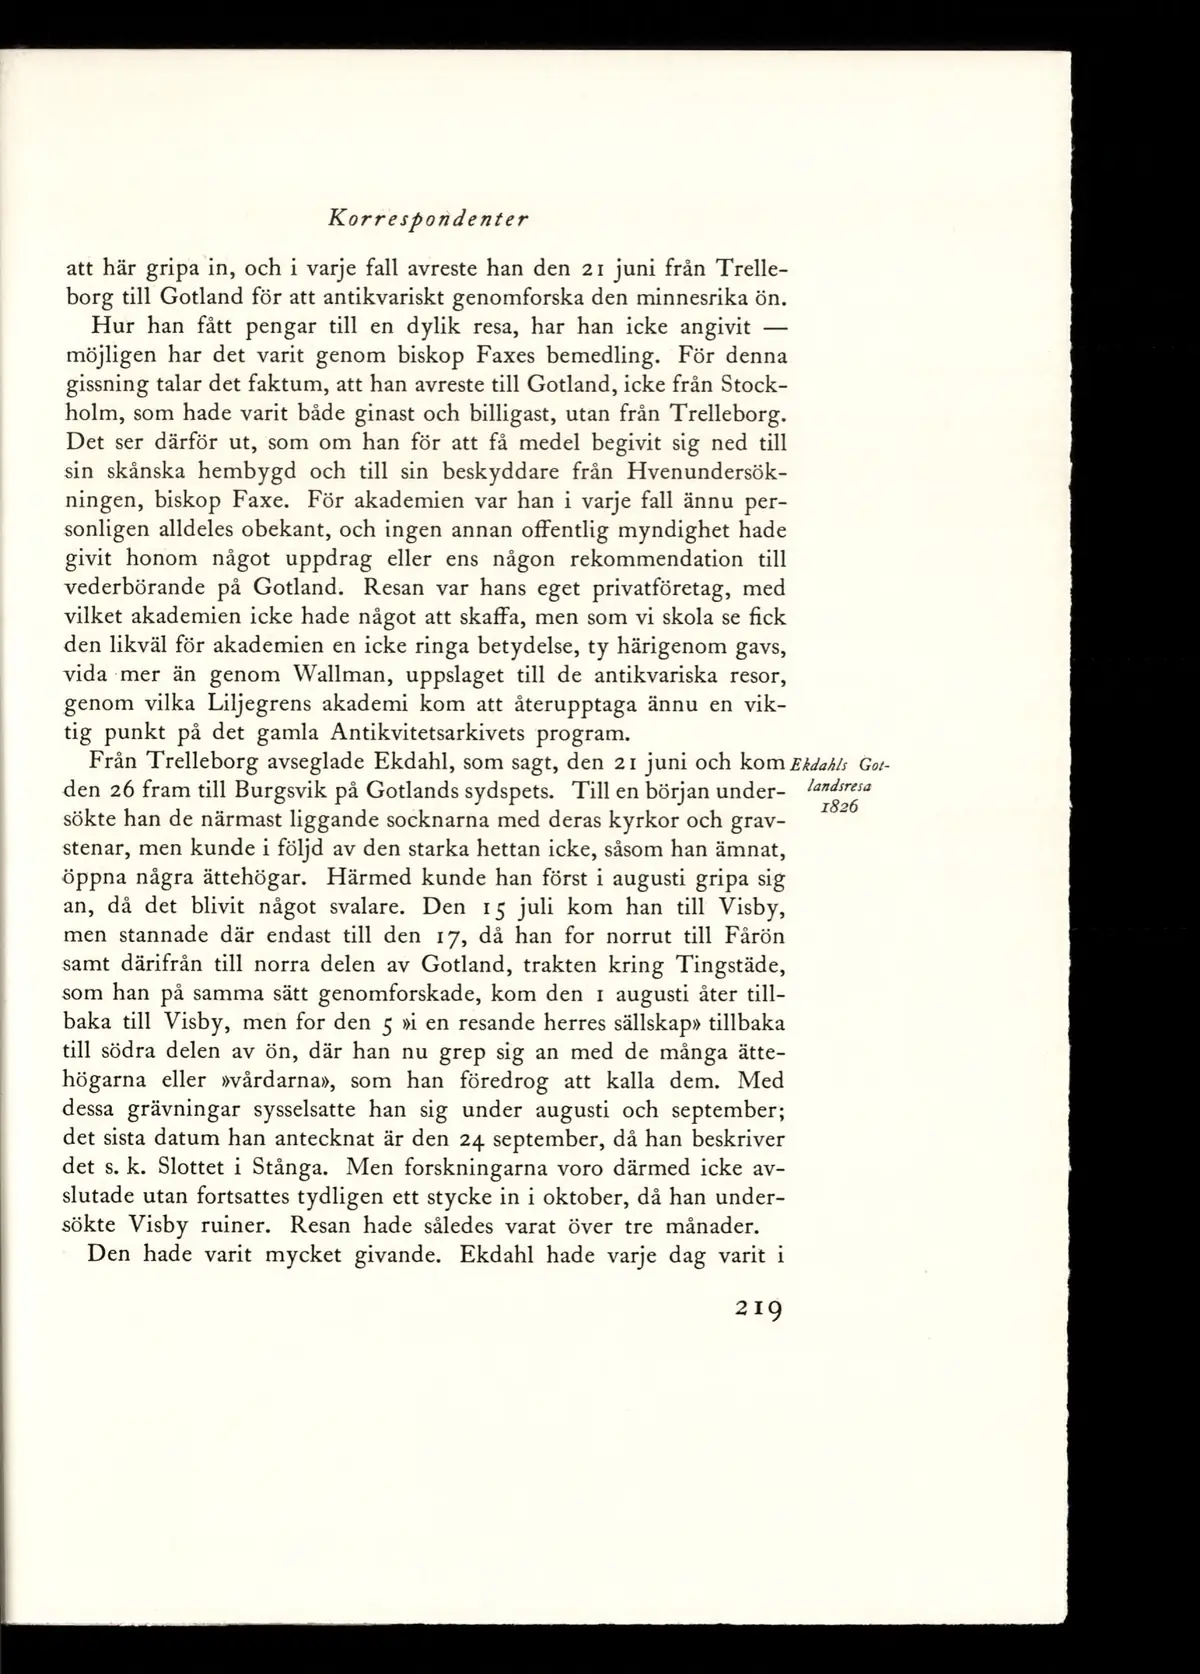 Korrespondenter
att här gripa in, och i varje fall avreste han den 21 juni från Trelle-
borg till Gotland för att antikvariskt genomforska den minnesrika ön.
Hur han fått pengar till en dylik resa, har han icke angivit —
möjligen har det varit genom biskop Faxes bemedling. För denna
gissning talar det faktum, att han avreste till Gotland, icke från Stock-
holm, som hade varit både ginast och billigast, utan från Trelleborg.
Det ser därför ut, som om han för att få medel begivit sig ned till
sin skånska hembygd och till sin beskyddare från Hvenundersök-
ningen, biskop Faxe. För akademien var han i varje fall ännu per-
sonligen alldeles obekant, och ingen annan offentlig myndighet hade
givit honom något uppdrag eller ens någon rekommendation till
vederbörande på Gotland. Resan var hans eget privatföretag, med
vilket akademien icke hade något att skaffa, men som vi skola se fick
den likväl för akademien en icke ringa betydelse, ty härigenom gavs,
vida mer än genom Wallman, uppslaget till de antikvariska resor,
genom vilka Liljegrens akademi kom att återupptaga ännu en vik-
tig punkt på det gamla Antikvitetsarkivets program.
Från Trelleborg avseglade Ekdahl, som sagt, den 21 juni och kom
den 26 fram till Burgsvik på Gotlands sydspets. Till en början under-
sökte han de närmast liggande socknarna med deras kyrkor och grav-
stenar, men kunde i följd av den starka hettan icke, såsom han ämnat,
öppna några ättehögar. Härmed kunde han först i augusti gripa sig
an, då det blivit något svalare. Den 15 juli kom han till Visby,
men stannade där endast till den 17, då han for norrut till Fårön
samt därifrån till norra delen av Gotland, trakten kring Tingstäde,
som han på samma sätt genomforskade, kom den 1 augusti åter till-
baka till Visby, men for den 5 »i en resande herres sällskap» tillbaka
till södra delen av ön, där han nu grep sig an med de många ätte-
högarna eller »vårdarna», som han föredrog att kalla dem. Med
dessa grävningar sysselsatte han sig under augusti och september;
det sista datum han antecknat är den 24 september, då han beskriver
det s. k. Slottet i Stånga. Men forskningarna voro därmed icke av-
slutade utan fortsattes tydligen ett stycke in i oktober, då han under-
sökte Visby ruiner. Resan hade således varat över tre månader.
Den hade varit mycket givande. Ekdahl hade varje dag varit i
Ekdahls Got-
landsresa
1826
219